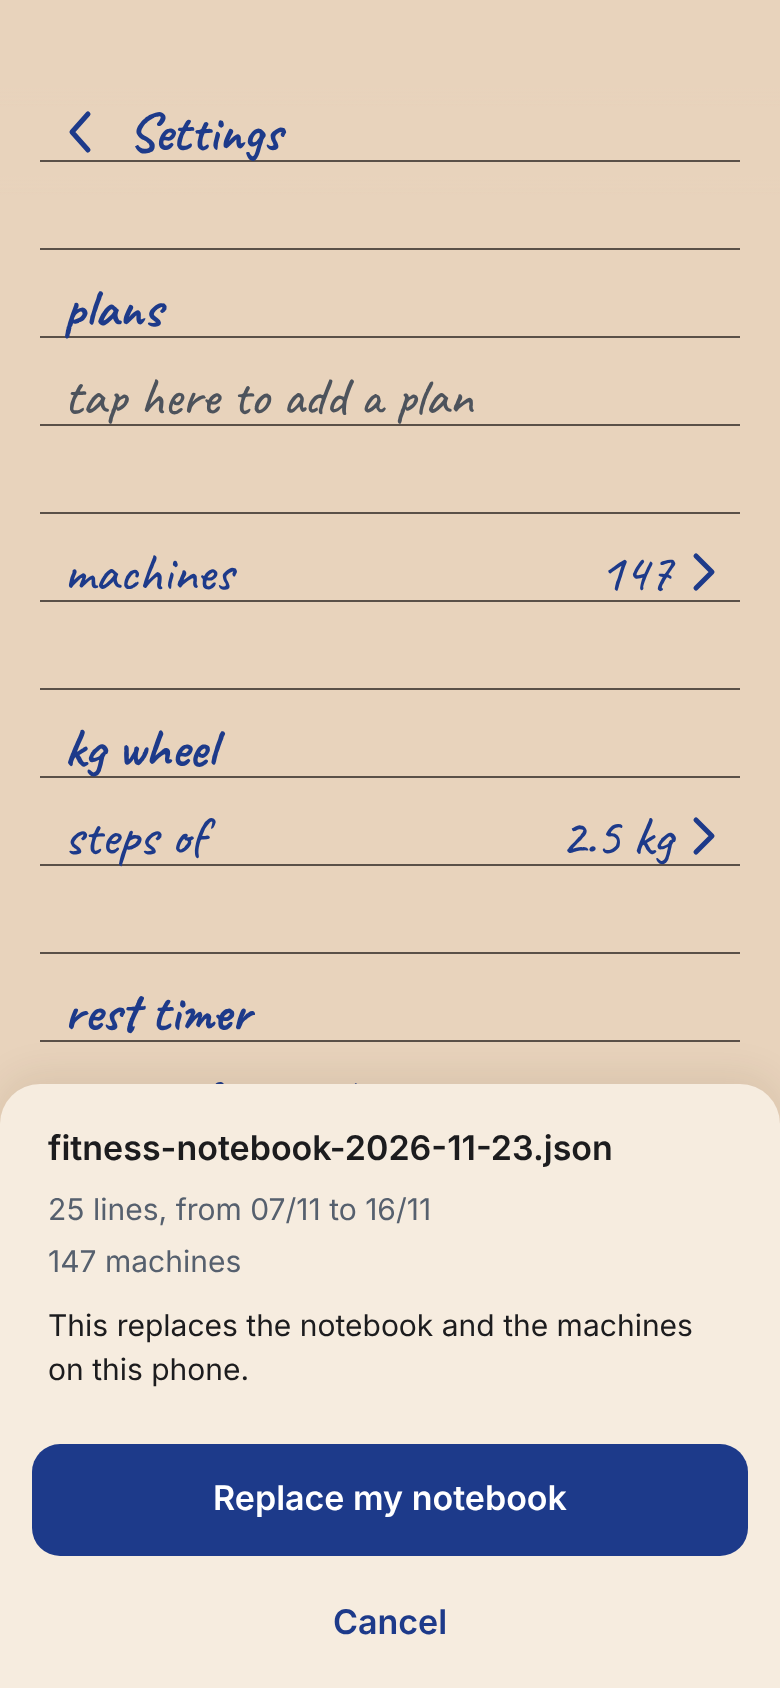 Settings
plans
tap here to add a plan
machines 147
kg wheel
steps of 2.5 kg
rest timer
fitness-notebook-2026-11-23.json
25 lines, from 07/11 to 16/11
147 machines
This replaces the notebook and the machines
on this phone.
Replace my notebook
Cancel